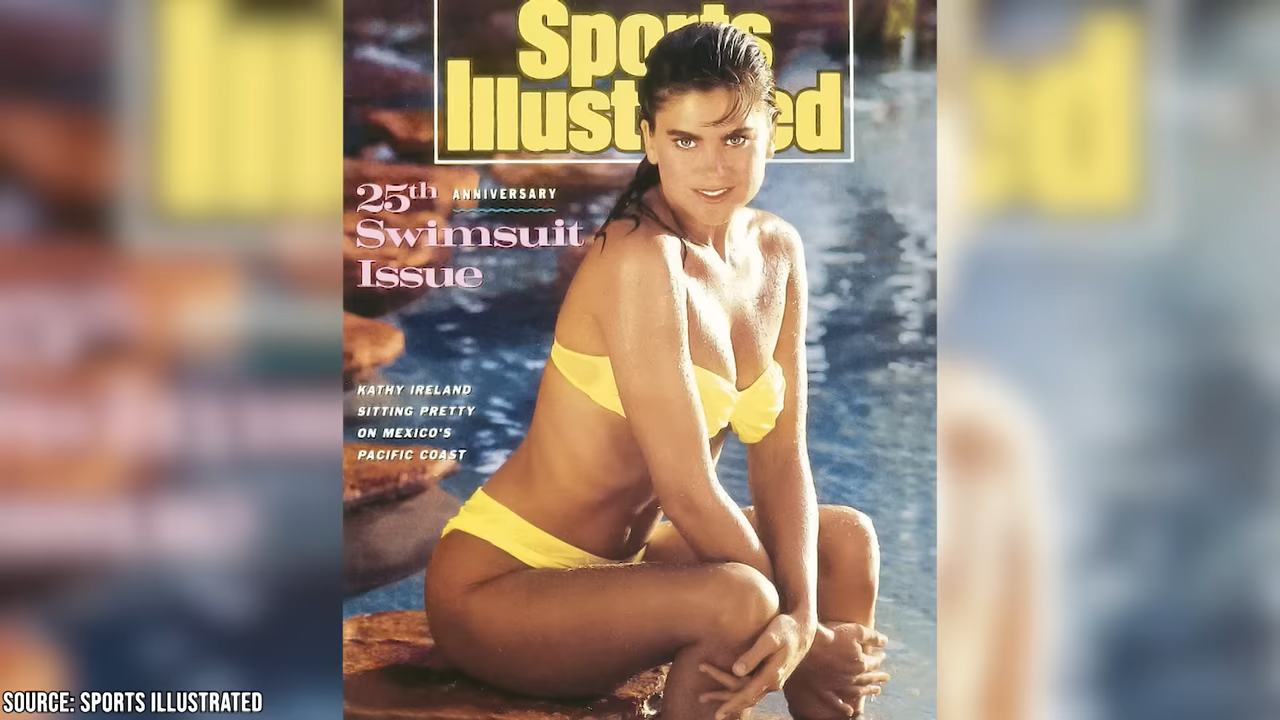 Sports
Illustrated
25th ANNIVERSARY
Swimsuit
Issue
KATHY IRELAND
SITTING PRETTY
ON MEXICO'S
PACIFIC COAST
SOURCE: SPORTS ILLUSTRATED